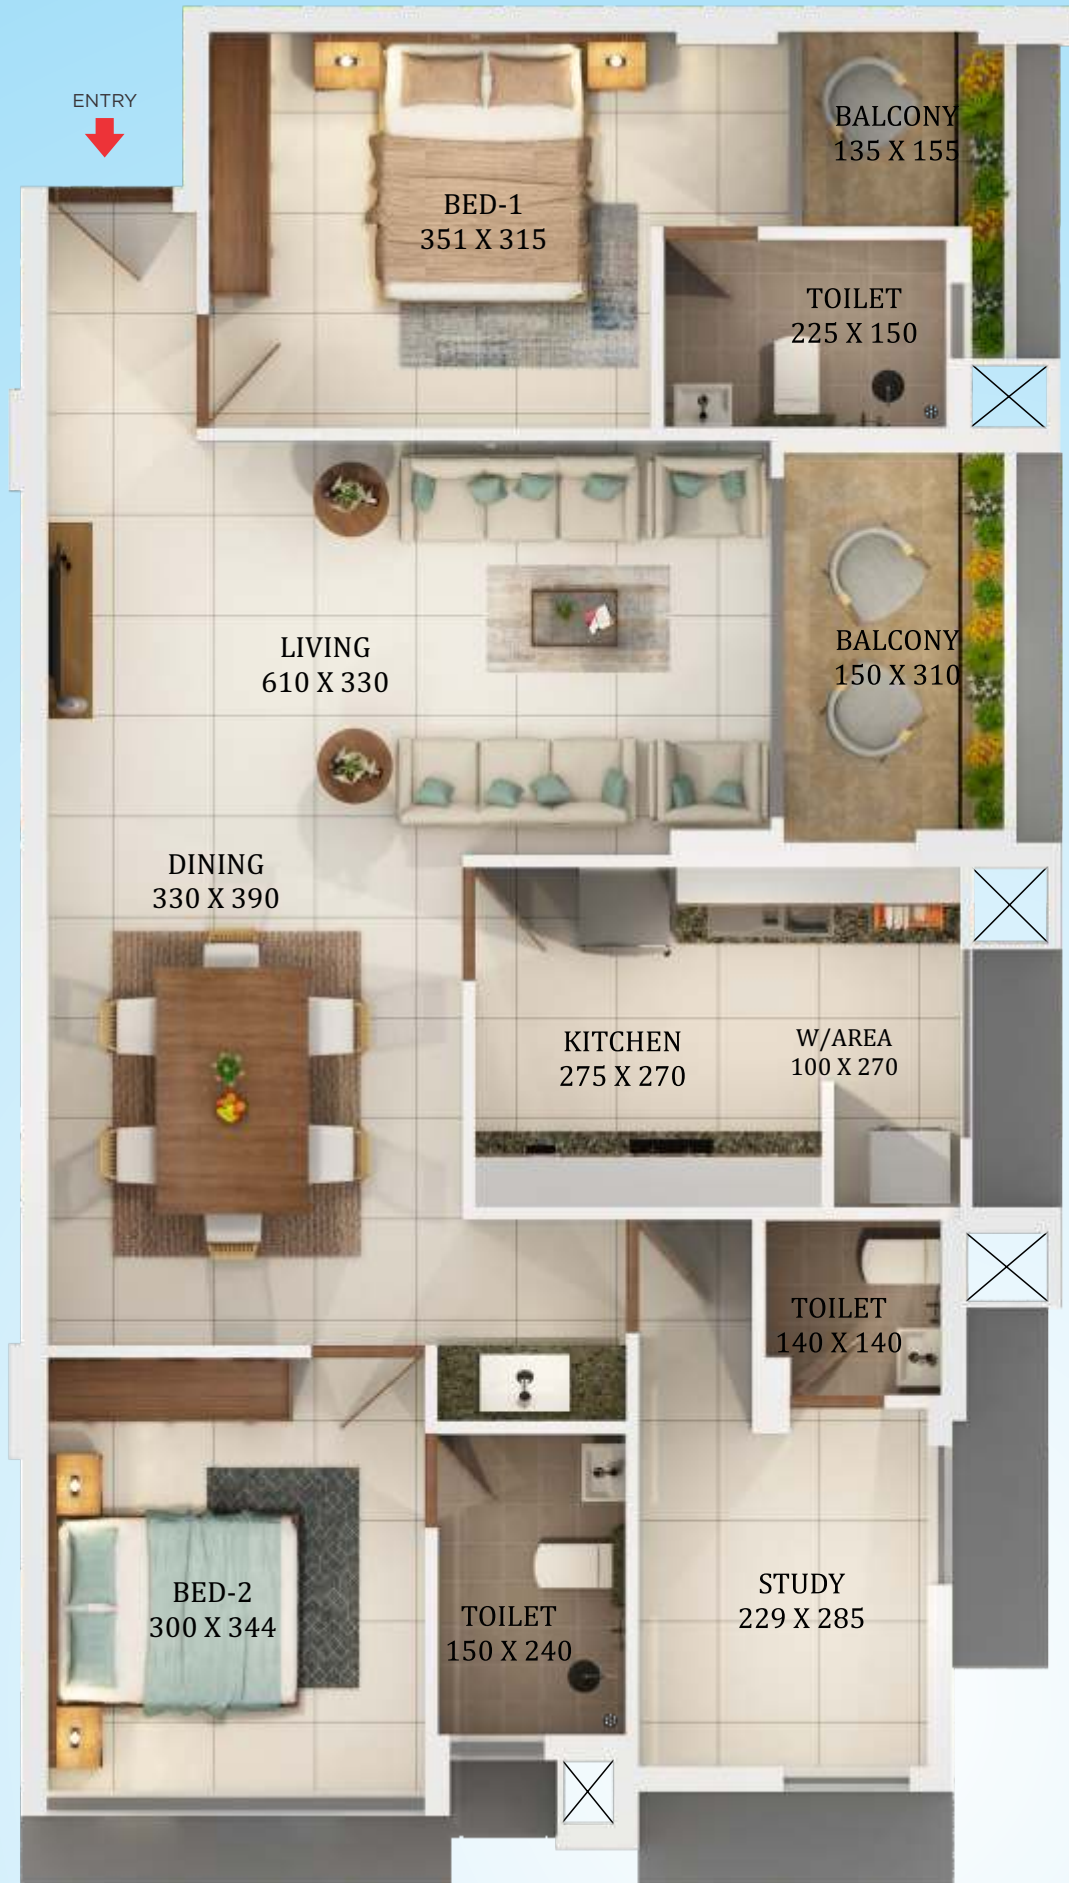 ENTRY
BALCONY
135 X 155
BED-1
351 X 315
TOILET
225 X 150
LIVING
610 X 330
BALCONY
150 X 310
DINING
330 X 390
KITCHEN
275 X 270
W/AREA
100 X 270
TOILET
140 X 140
BED-2
300 X 344
TOILET
150 X 240
STUDY
229 X 285